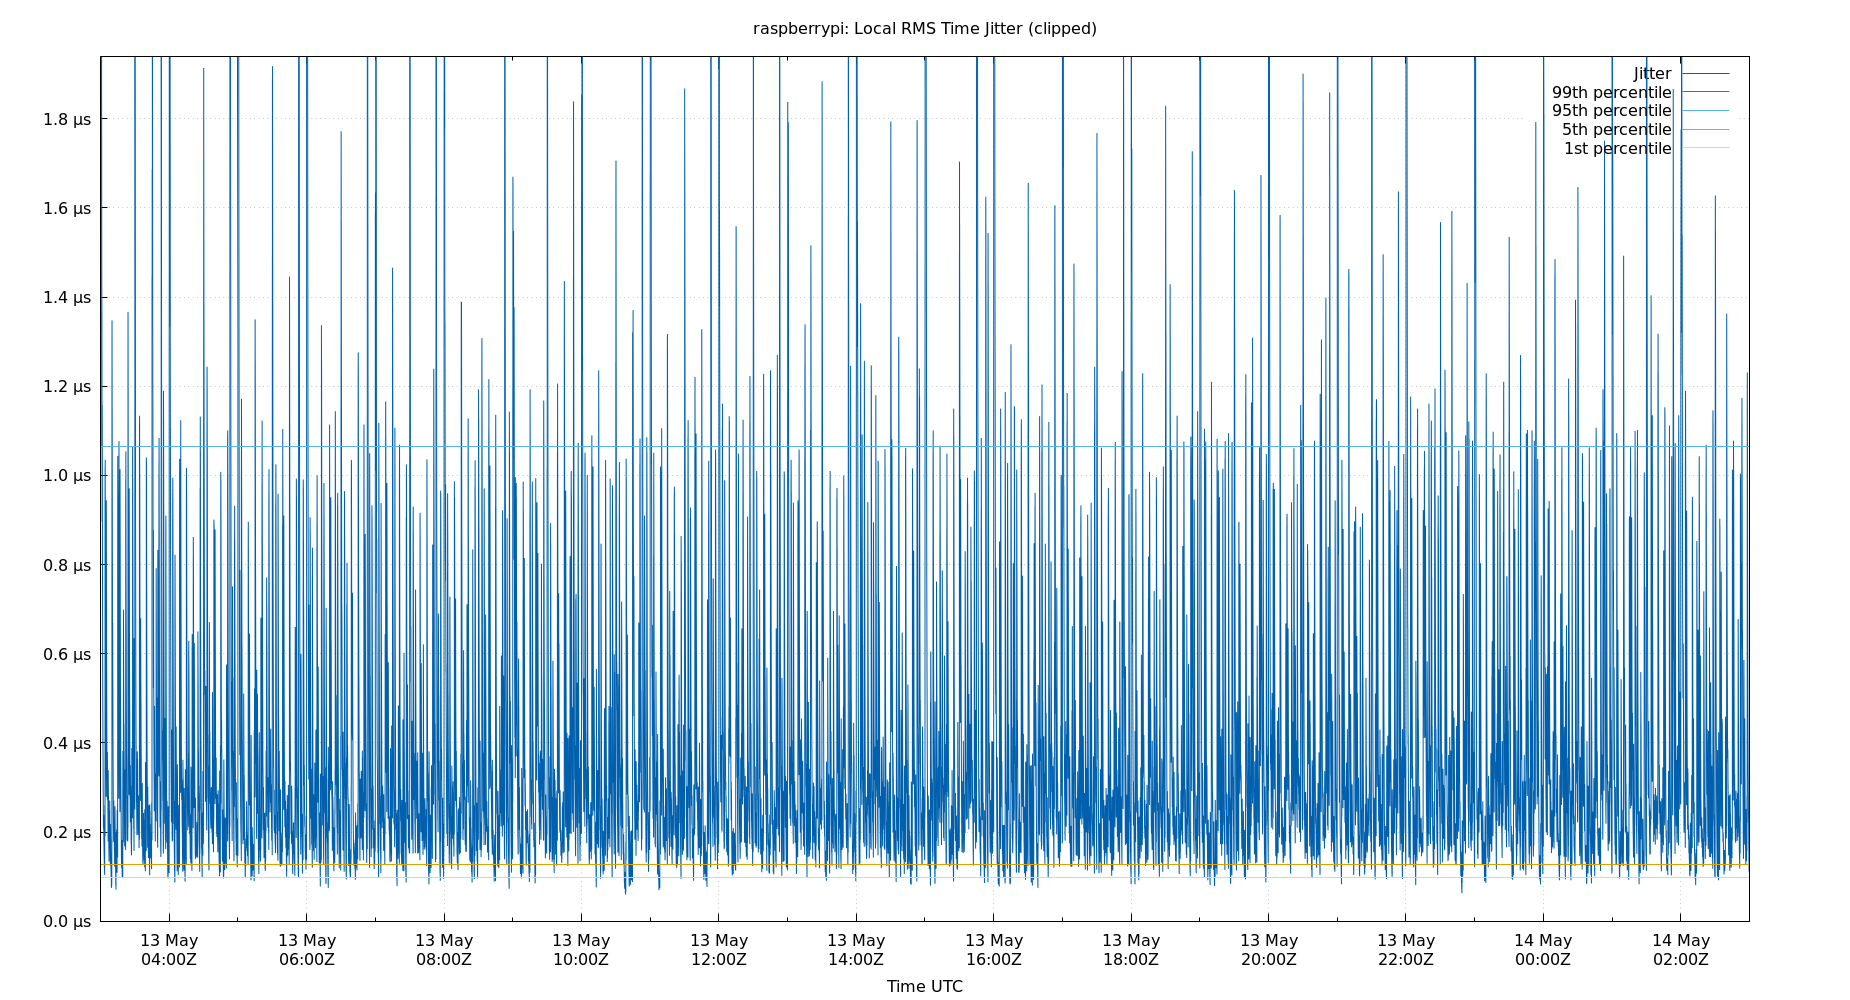 raspberrypi: Local RMS Time Jitter (clipped)
Jitter
99th percentile
95th percentile
5th percentile
1st percentile
1.8 µs
1.6 µs
1.4 µs
1.2 µs
1.0 µs
0.8 µs
0.6 µs
0.4 µs
0.2 µs
0.0 µs
13 May 13 May 13 May 13 May 13 May 13 May 13 May 13 May 13 May 13 May 14 May 14 May
04:00Z 06:00Z 08:00Z 10:00Z 12:00Z 14:00Z 16:00Z 18:00Z 20:00Z 22:00Z 00:00Z 02:00Z
Time UTC